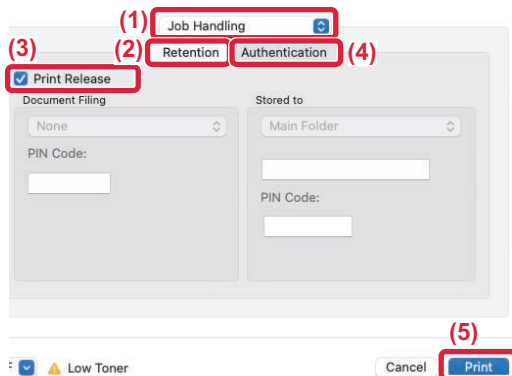 (1) Job Handling
(3) (2) Retention Authentication (4)
Print Release
Document Filing Stored to
None Main Folder
PIN Code:
PIN Code:
(5)
Low Toner Cancel Print